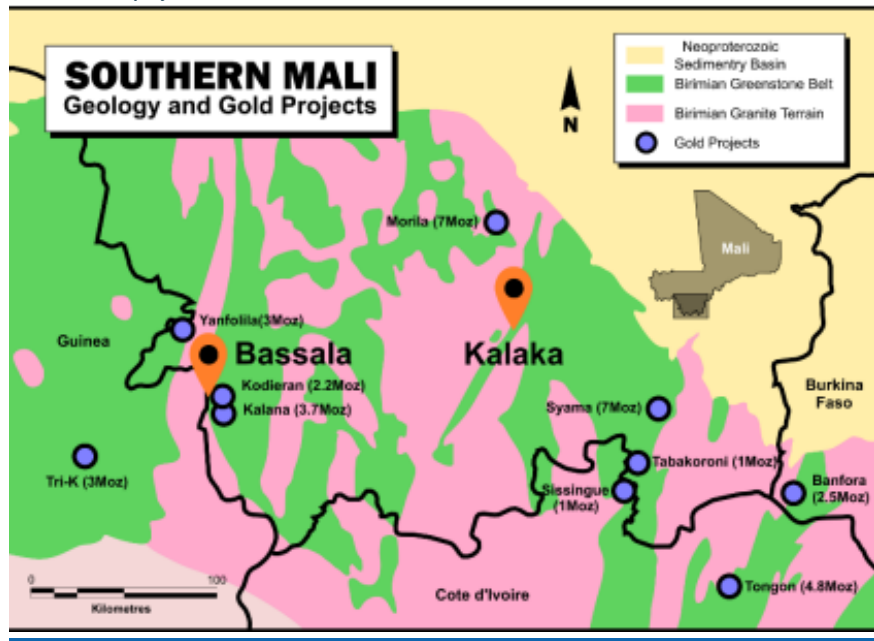 SOUTHERN MALI
Geology and Gold Projects
Neoproterozoic
Sedimentry Basin
Birimian Greenstone Belt
Birimian Granite Terrain
Gold Projects
N
Morila (7Moz)
Mali
Yanfolila(3Moz)
Guinea
Bassala
Kalaka
Kodieran (2.2Moz)
Kalana (3.7Moz)
Syama (7Moz)
Burkina
Faso
Tri-K (3Moz)
Tabakoroni (1Moz)
Sissingue
(1Moz)
Banfora
(2.5Moz)
0
100
Kilometres
Cote d'Ivoire
Tongon (4.8Moz)